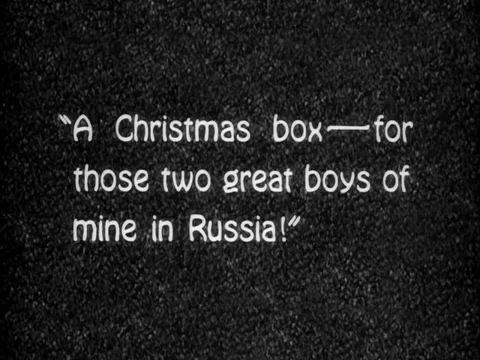 “A Christmas box—for
those two great boys of
mine in Russia!”